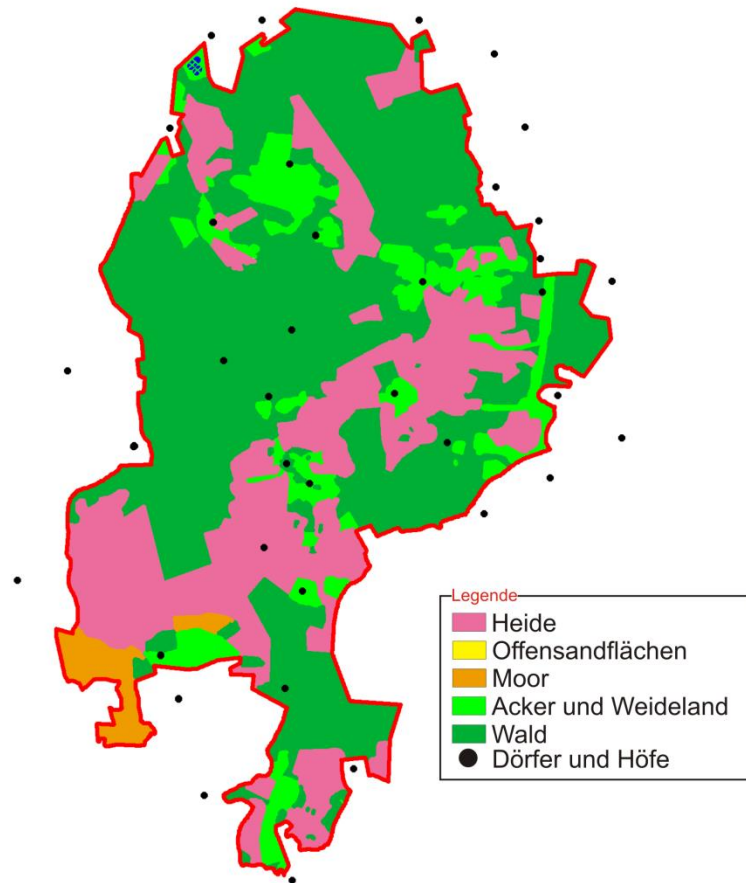 Legende
Heide
Offensandflächen
Moor
Acker und Weideland
Wald
Dörfer und Höfe